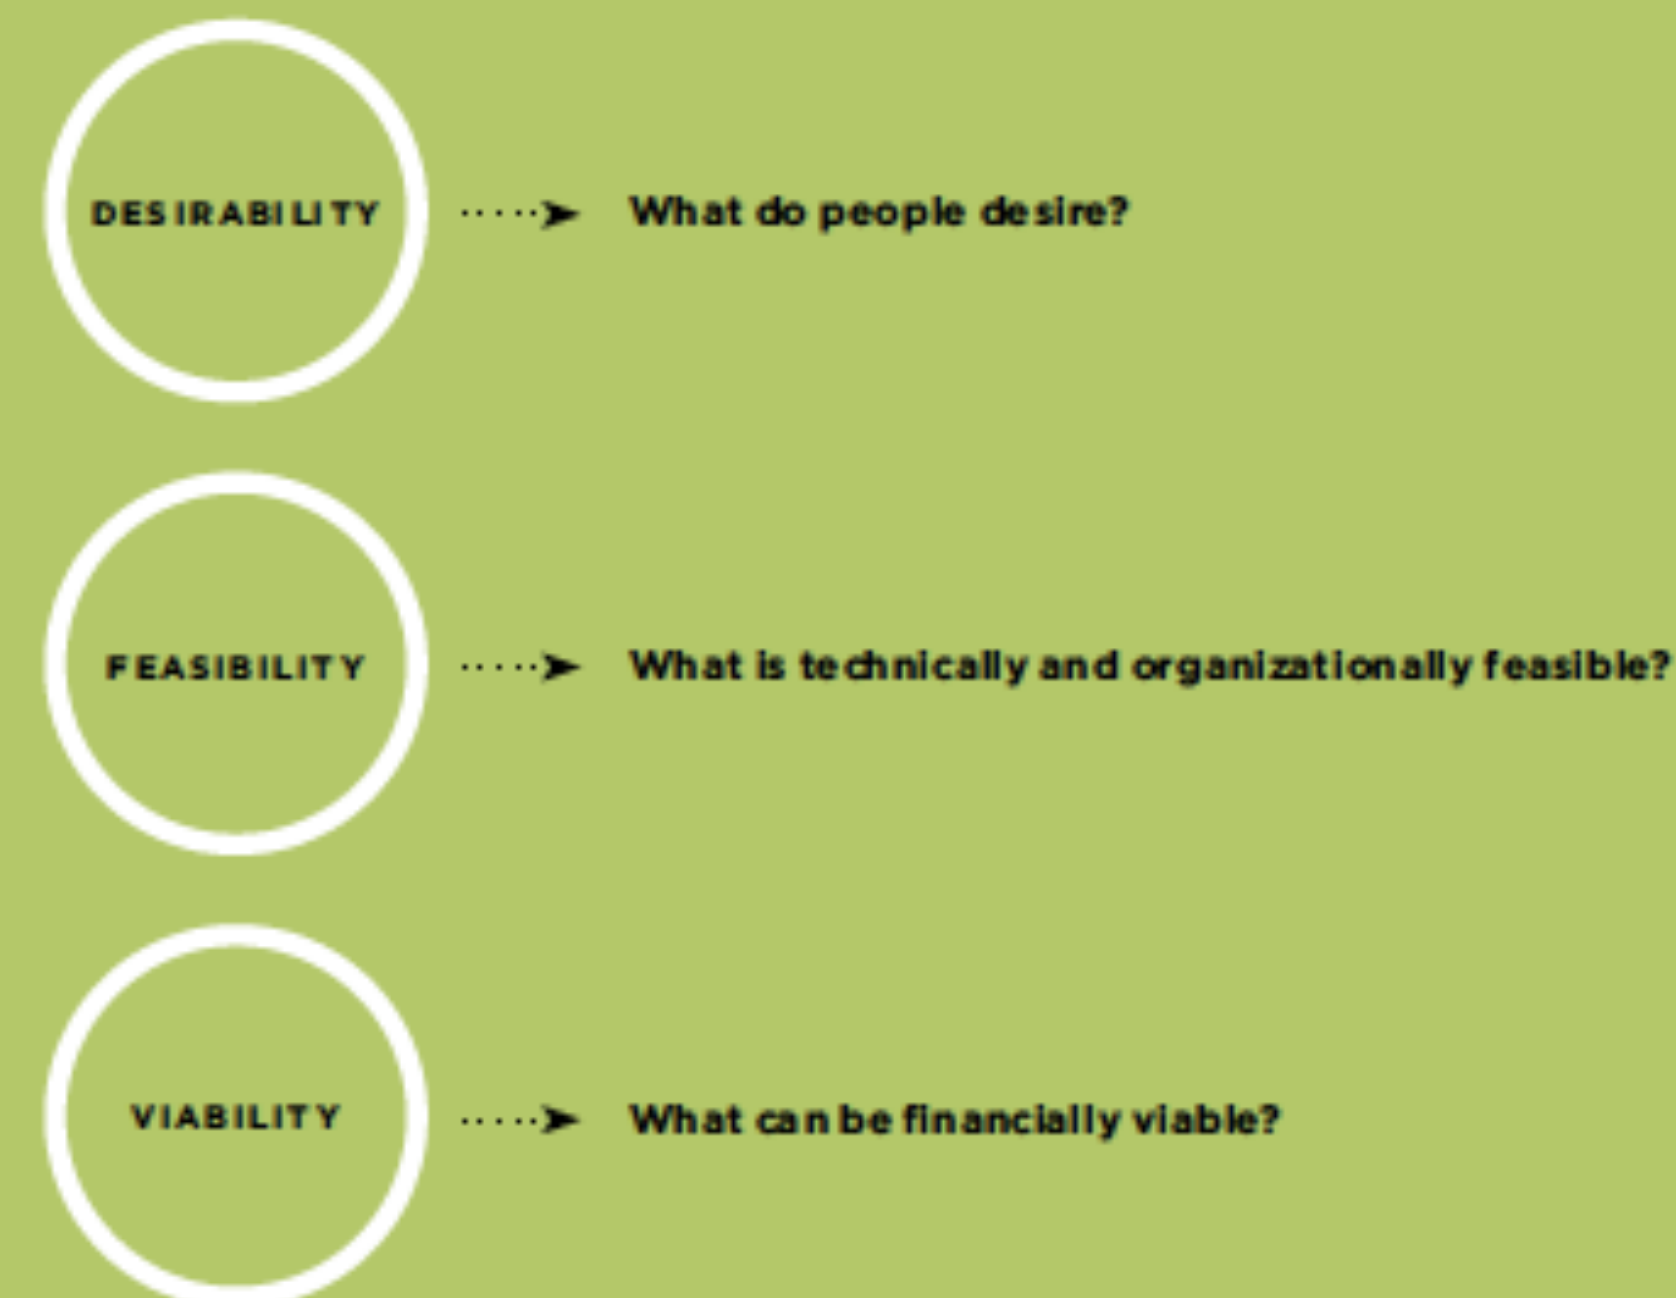 DESIRABILITY
What do people desire?
FEASIBILITY
What is technically and organizationally feasible?
VIABILITY
What can be financially viable?